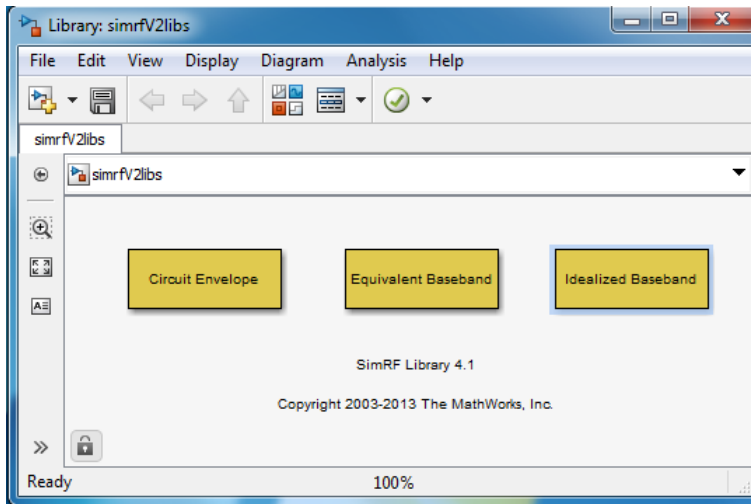 Library: simrfV2libs
File Edit View Display Diagram Analysis Help
simrfV2libs
simrfV2libs
Circuit Envelope Equivalent Baseband Idealized Baseband
SimRF Library 4.1
Copyright 2003-2013 The MathWorks, Inc.
Ready 100%